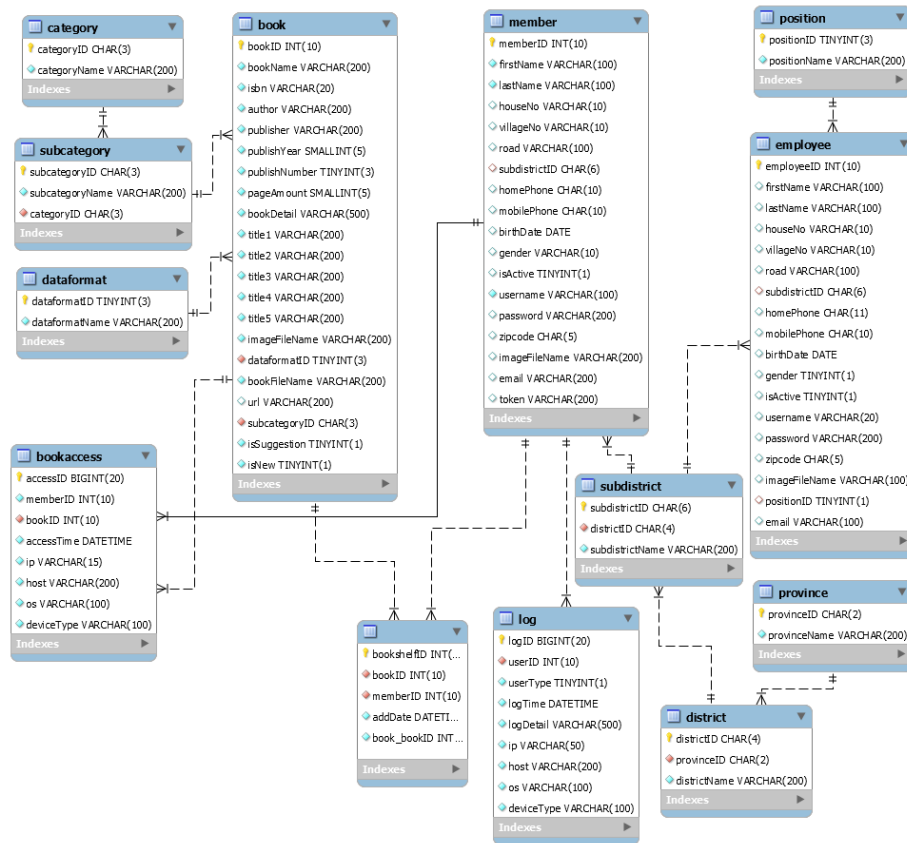 category
categoryID CHAR(3)
categoryName VARCHAR(200)
Indexes
subcategory
subcategoryID CHAR(3)
subcategoryName VARCHAR(200)
categoryID CHAR(3)
Indexes
dataformat
dataformatID TINYINT(3)
dataformatName VARCHAR(200)
Indexes
bookaccess
accessID BIGINT(20)
memberID INT(10)
bookID INT(10)
accessTime DATETIME
ip VARCHAR(15)
host VARCHAR(200)
os VARCHAR(100)
deviceType VARCHAR(100)
Indexes
book
bookID INT(10)
bookName VARCHAR(200)
isbn VARCHAR(20)
author VARCHAR(200)
publisher VARCHAR(200)
publishYear SMALLINT(5)
publishNumber TINYINT(3)
pageAmount SMALLINT(5)
bookDetail VARCHAR(500)
title1 VARCHAR(200)
title2 VARCHAR(200)
title3 VARCHAR(200)
title4 VARCHAR(200)
title5 VARCHAR(200)
imageFileName VARCHAR(200)
dataformatID TINYINT(3)
bookFileName VARCHAR(200)
url VARCHAR(200)
subcategoryID CHAR(3)
isSuggestion TINYINT(1)
isNew TINYINT(1)
Indexes
bookshelfID INT(...
bookID INT(10)
memberID INT(10)
addDate DATETI...
book_bookID INT...
Indexes
member
memberID INT(10)
firstName VARCHAR(100)
lastName VARCHAR(100)
houseNo VARCHAR(10)
villageNo VARCHAR(10)
road VARCHAR(100)
subdistrictID CHAR(6)
homePhone CHAR(10)
mobilePhone CHAR(10)
birthDate DATE
gender VARCHAR(10)
isActive TINYINT(1)
username VARCHAR(100)
password VARCHAR(200)
zipcode CHAR(5)
imageFileName VARCHAR(200)
email VARCHAR(200)
token VARCHAR(200)
Indexes
log
logID BIGINT(20)
userID INT(10)
userType TINYINT(1)
logTime DATETIME
logDetail VARCHAR(500)
ip VARCHAR(50)
host VARCHAR(200)
os VARCHAR(100)
deviceType VARCHAR(100)
Indexes
subdistrict
subdistrictID CHAR(6)
districtID CHAR(4)
subdistrictName VARCHAR(200)
Indexes
district
districtID CHAR(4)
provinceID CHAR(2)
districtName VARCHAR(200)
Indexes
position
positionID TINYINT(3)
positionName VARCHAR(200)
Indexes
employee
employeeID INT(10)
firstName VARCHAR(100)
lastName VARCHAR(100)
houseNo VARCHAR(10)
villageNo VARCHAR(10)
road VARCHAR(100)
subdistrictID CHAR(6)
homePhone CHAR(11)
mobilePhone CHAR(10)
birthDate DATE
gender TINYINT(1)
isActive TINYINT(1)
username VARCHAR(20)
password VARCHAR(200)
zipcode CHAR(5)
imageFileName VARCHAR(100)
positionID TINYINT(1)
email VARCHAR(100)
Indexes
province
provinceID CHAR(2)
provinceName VARCHAR(200)
Indexes